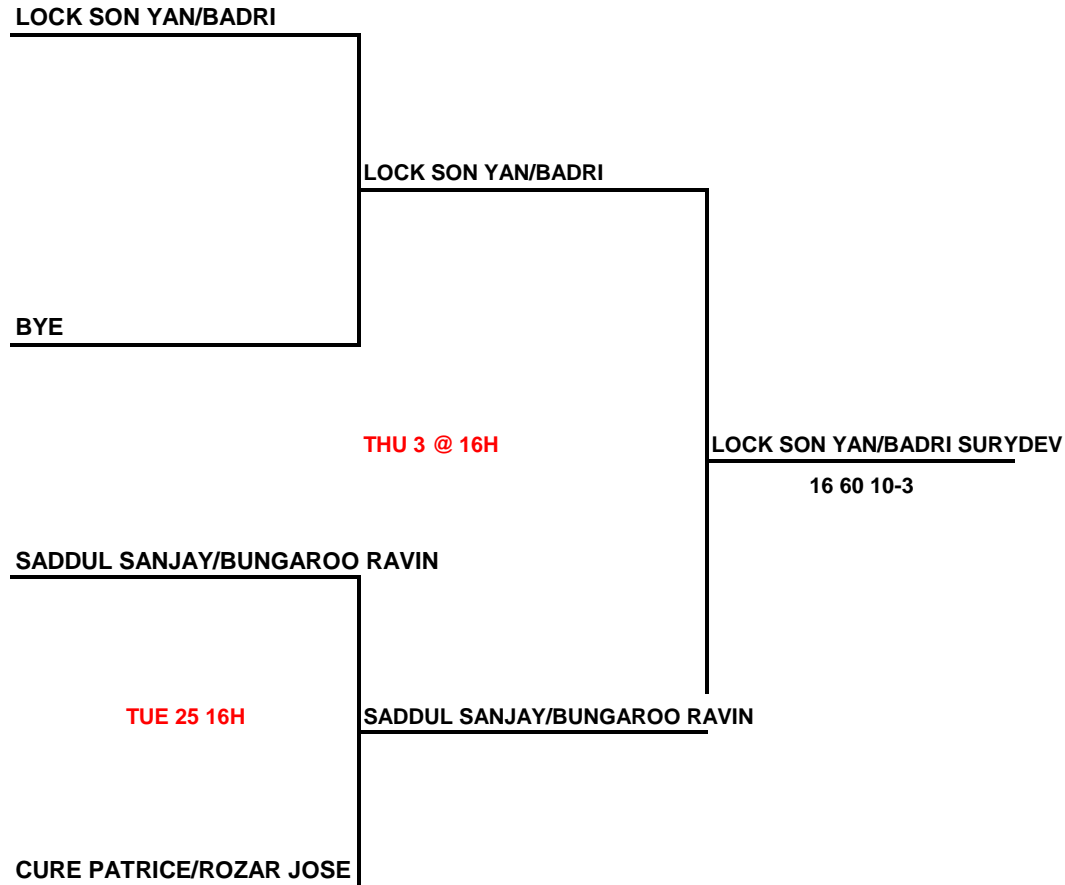 LOCK SON YAN/BADRI
LOCK SON YAN/BADRI
BYE
THU 3 @ 16H
LOCK SON YAN/BADRI SURYDEV
16 60 10-3
SADDUL SANJAY/BUNGAROO RAVIN
TUE 25 16H
SADDUL SANJAY/BUNGAROO RAVIN
CURE PATRICE/ROZAR JOSE